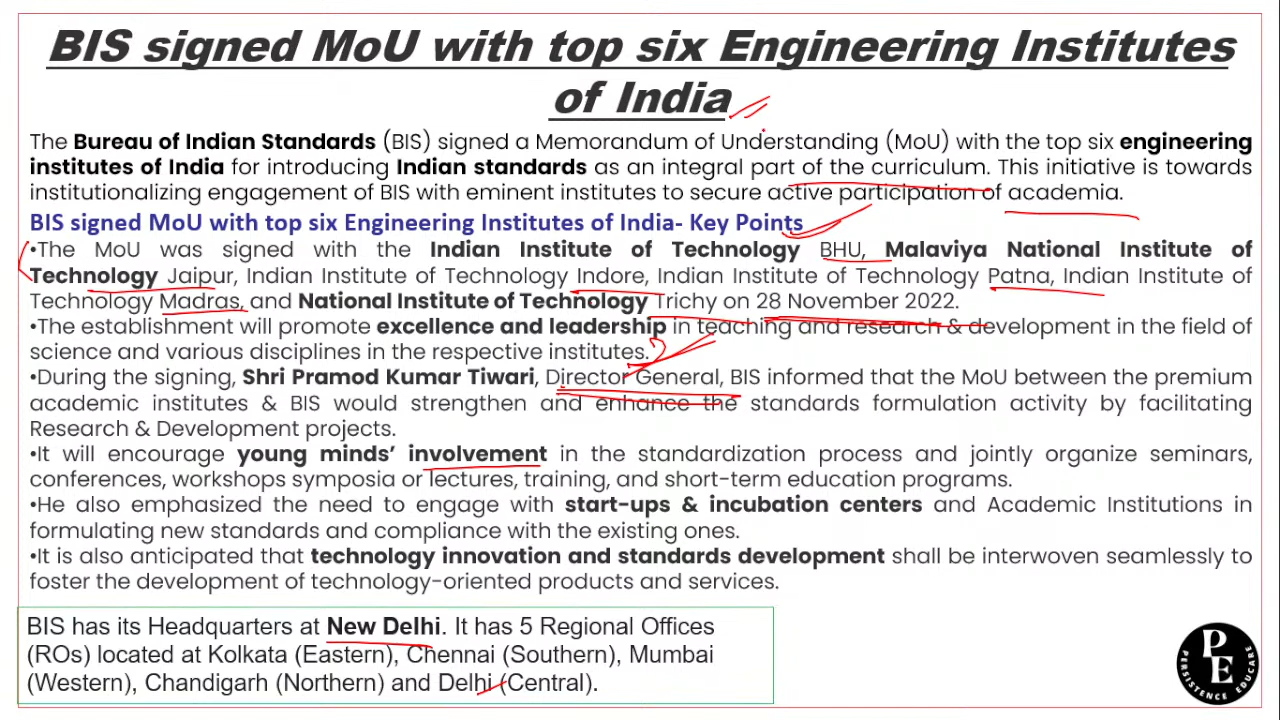 BIS signed MoU with top six Engineering Institutes
of India
The Bureau of Indian Standards (BIS) signed a Memorandum of Understanding (MoU) with the top six engineering
institutes of India for introducing Indian standards as an integral part of the curriculum. This initiative is towards
institutionalizing engagement of BIS with eminent institutes to secure active participation of academia.
BIS signed MoU with top six Engineering Institutes of India- Key Points
•The MoU was signed with the Indian Institute of Technology BHU, Malaviya National Institute of
Technology Jaipur, Indian Institute of Technology Indore, Indian Institute of Technology Patna, Indian Institute of
Technology Madras, and National Institute of Technology Trichy on 28 November 2022.
•The establishment will promote excellence and leadership in teaching and research & development in the field of
science and various disciplines in the respective institutes.
•During the signing, Shri Pramod Kumar Tiwari, Director General, BIS informed that the MoU between the premium
academic institutes & BIS would strengthen and enhance the standards formulation activity by facilitating
Research & Development projects.
•It will encourage young minds’ involvement in the standardization process and jointly organize seminars,
conferences, workshops symposia or lectures, training, and short-term education programs.
•He also emphasized the need to engage with start-ups & incubation centers and Academic Institutions in
formulating new standards and compliance with the existing ones.
•It is also anticipated that technology innovation and standards development shall be interwoven seamlessly to
foster the development of technology-oriented products and services.
BIS has its Headquarters at New Delhi. It has 5 Regional Offices
(ROs) located at Kolkata (Eastern), Chennai (Southern), Mumbai
(Western), Chandigarh (Northern) and Delhi (Central).
PE
PERSISTENCE EDUCARE